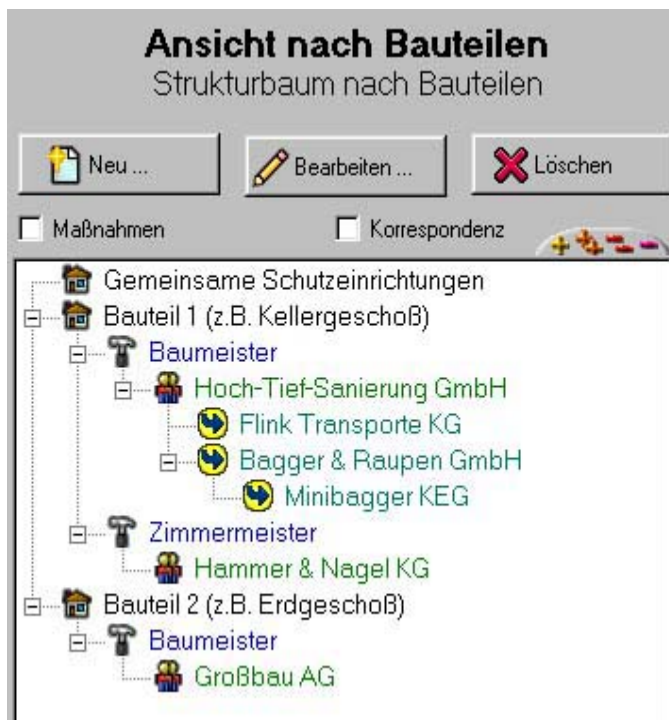 Ansicht nach Bauteilen
Strukturbaum nach Bauteilen
Neu ... Bearbeiten ... Löschen
Maßnahmen Korrespondenz
Gemeinsame Schutzeinrichtungen
Bauteil 1 (z.B. Kellergeschoß)
Baumeister
Hoch-Tief-Sanierung GmbH
Flink Transporte KG
Bagger & Raupen GmbH
Minibagger KEG
Zimmermeister
Hammer & Nagel KG
Bauteil 2 (z.B. Erdgeschoß)
Baumeister
Großbau AG